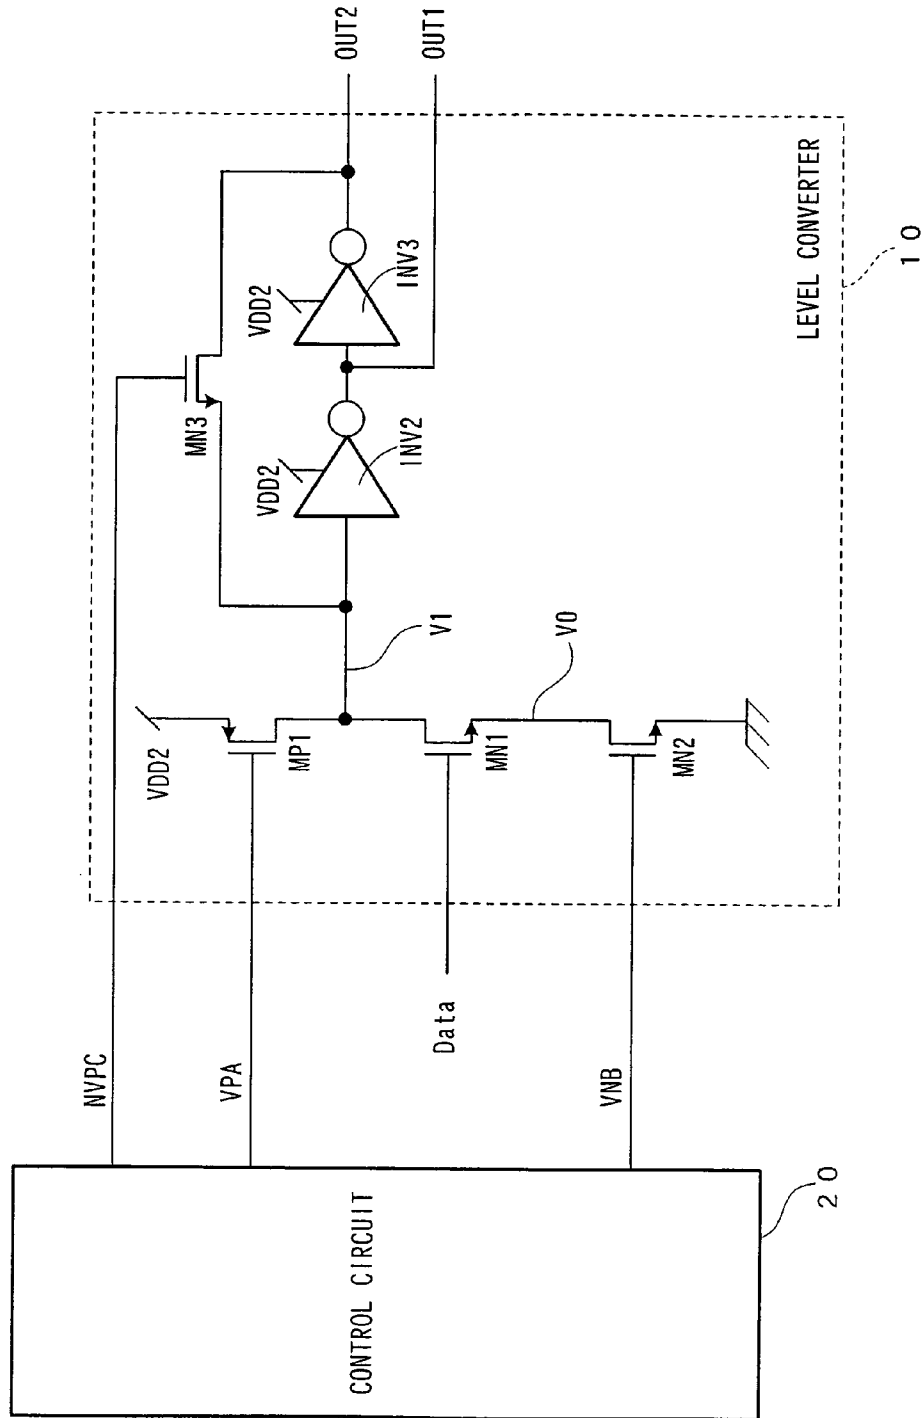 CONTROL CIRCUIT
20
NVPC
VPA
Data
VNB
VDD2
MP1
MN1
MN2
V1
V0
MN3
VDD2
INV2
VDD2
INV3
OUT2
OUT1
LEVEL CONVERTER
10